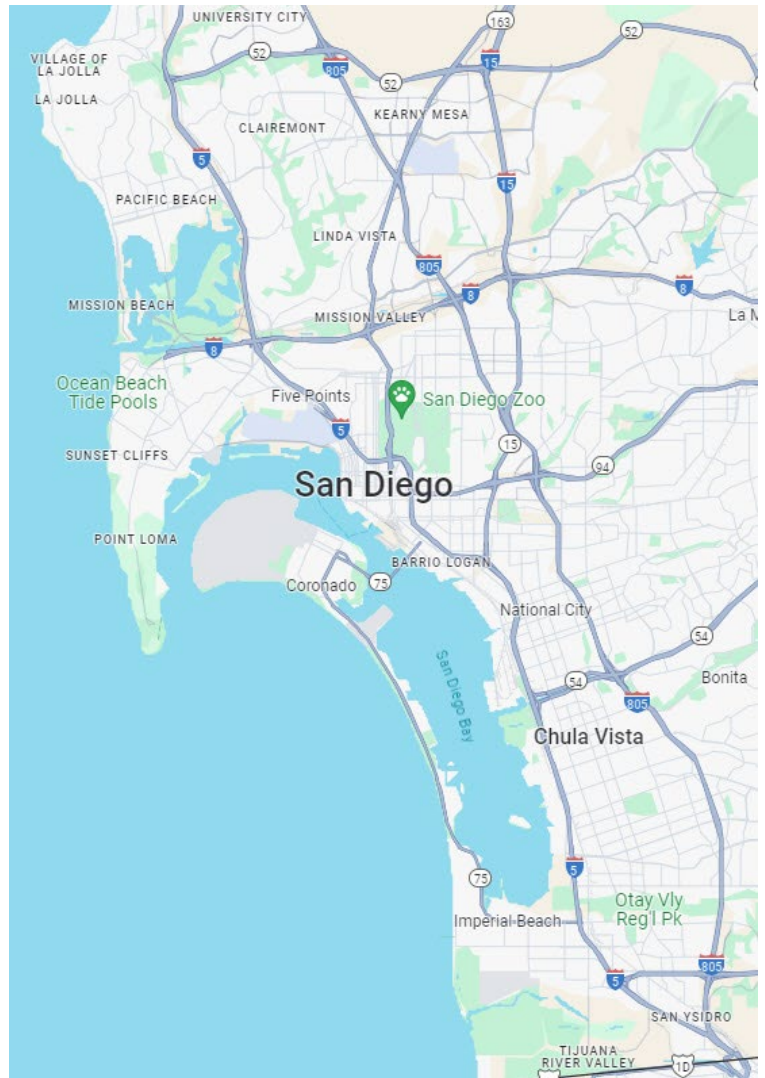 UNIVERSITY CITY
163
52
52
VILLAGE OF
LA JOLLA
805
15
52
LA JOLLA
KEARNY MESA
CLAIREMONT
5
15
PACIFIC BEACH
LINDA VISTA
805
8
8
MISSION BEACH
MISSION VALLEY
La M
8
Ocean Beach
Tide Pools
Five Points
San Diego Zoo
5
15
SUNSET CLIFFS
94
San Diego
POINT LOMA
BARRIO LOGAN
Coronado
75
National City
54
San Diego Bay
54
Bonita
805
Chula Vista
5
75
Otay Vly
Reg'l Pk
Imperial Beach
805
5
SAN YSIDRO
TIJUANA
RIVER VALLEY
1D